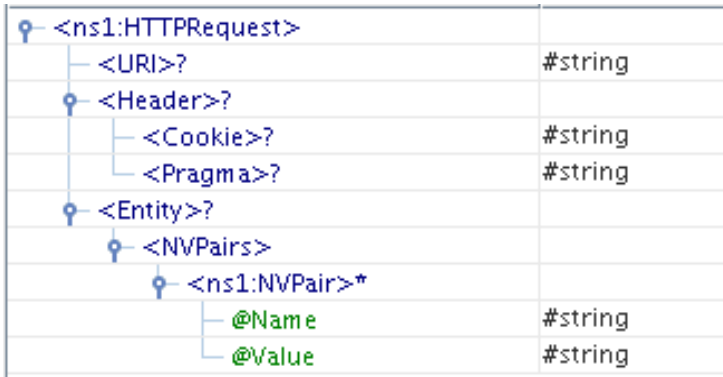 <ns1:HTTPRequest>
<URI>? #string
<Header>?
<Cookie>? #string
<Pragma>? #string
<Entity>?
<NVPairs>
<ns1:NVPair>*
@Name #string
@Value #string